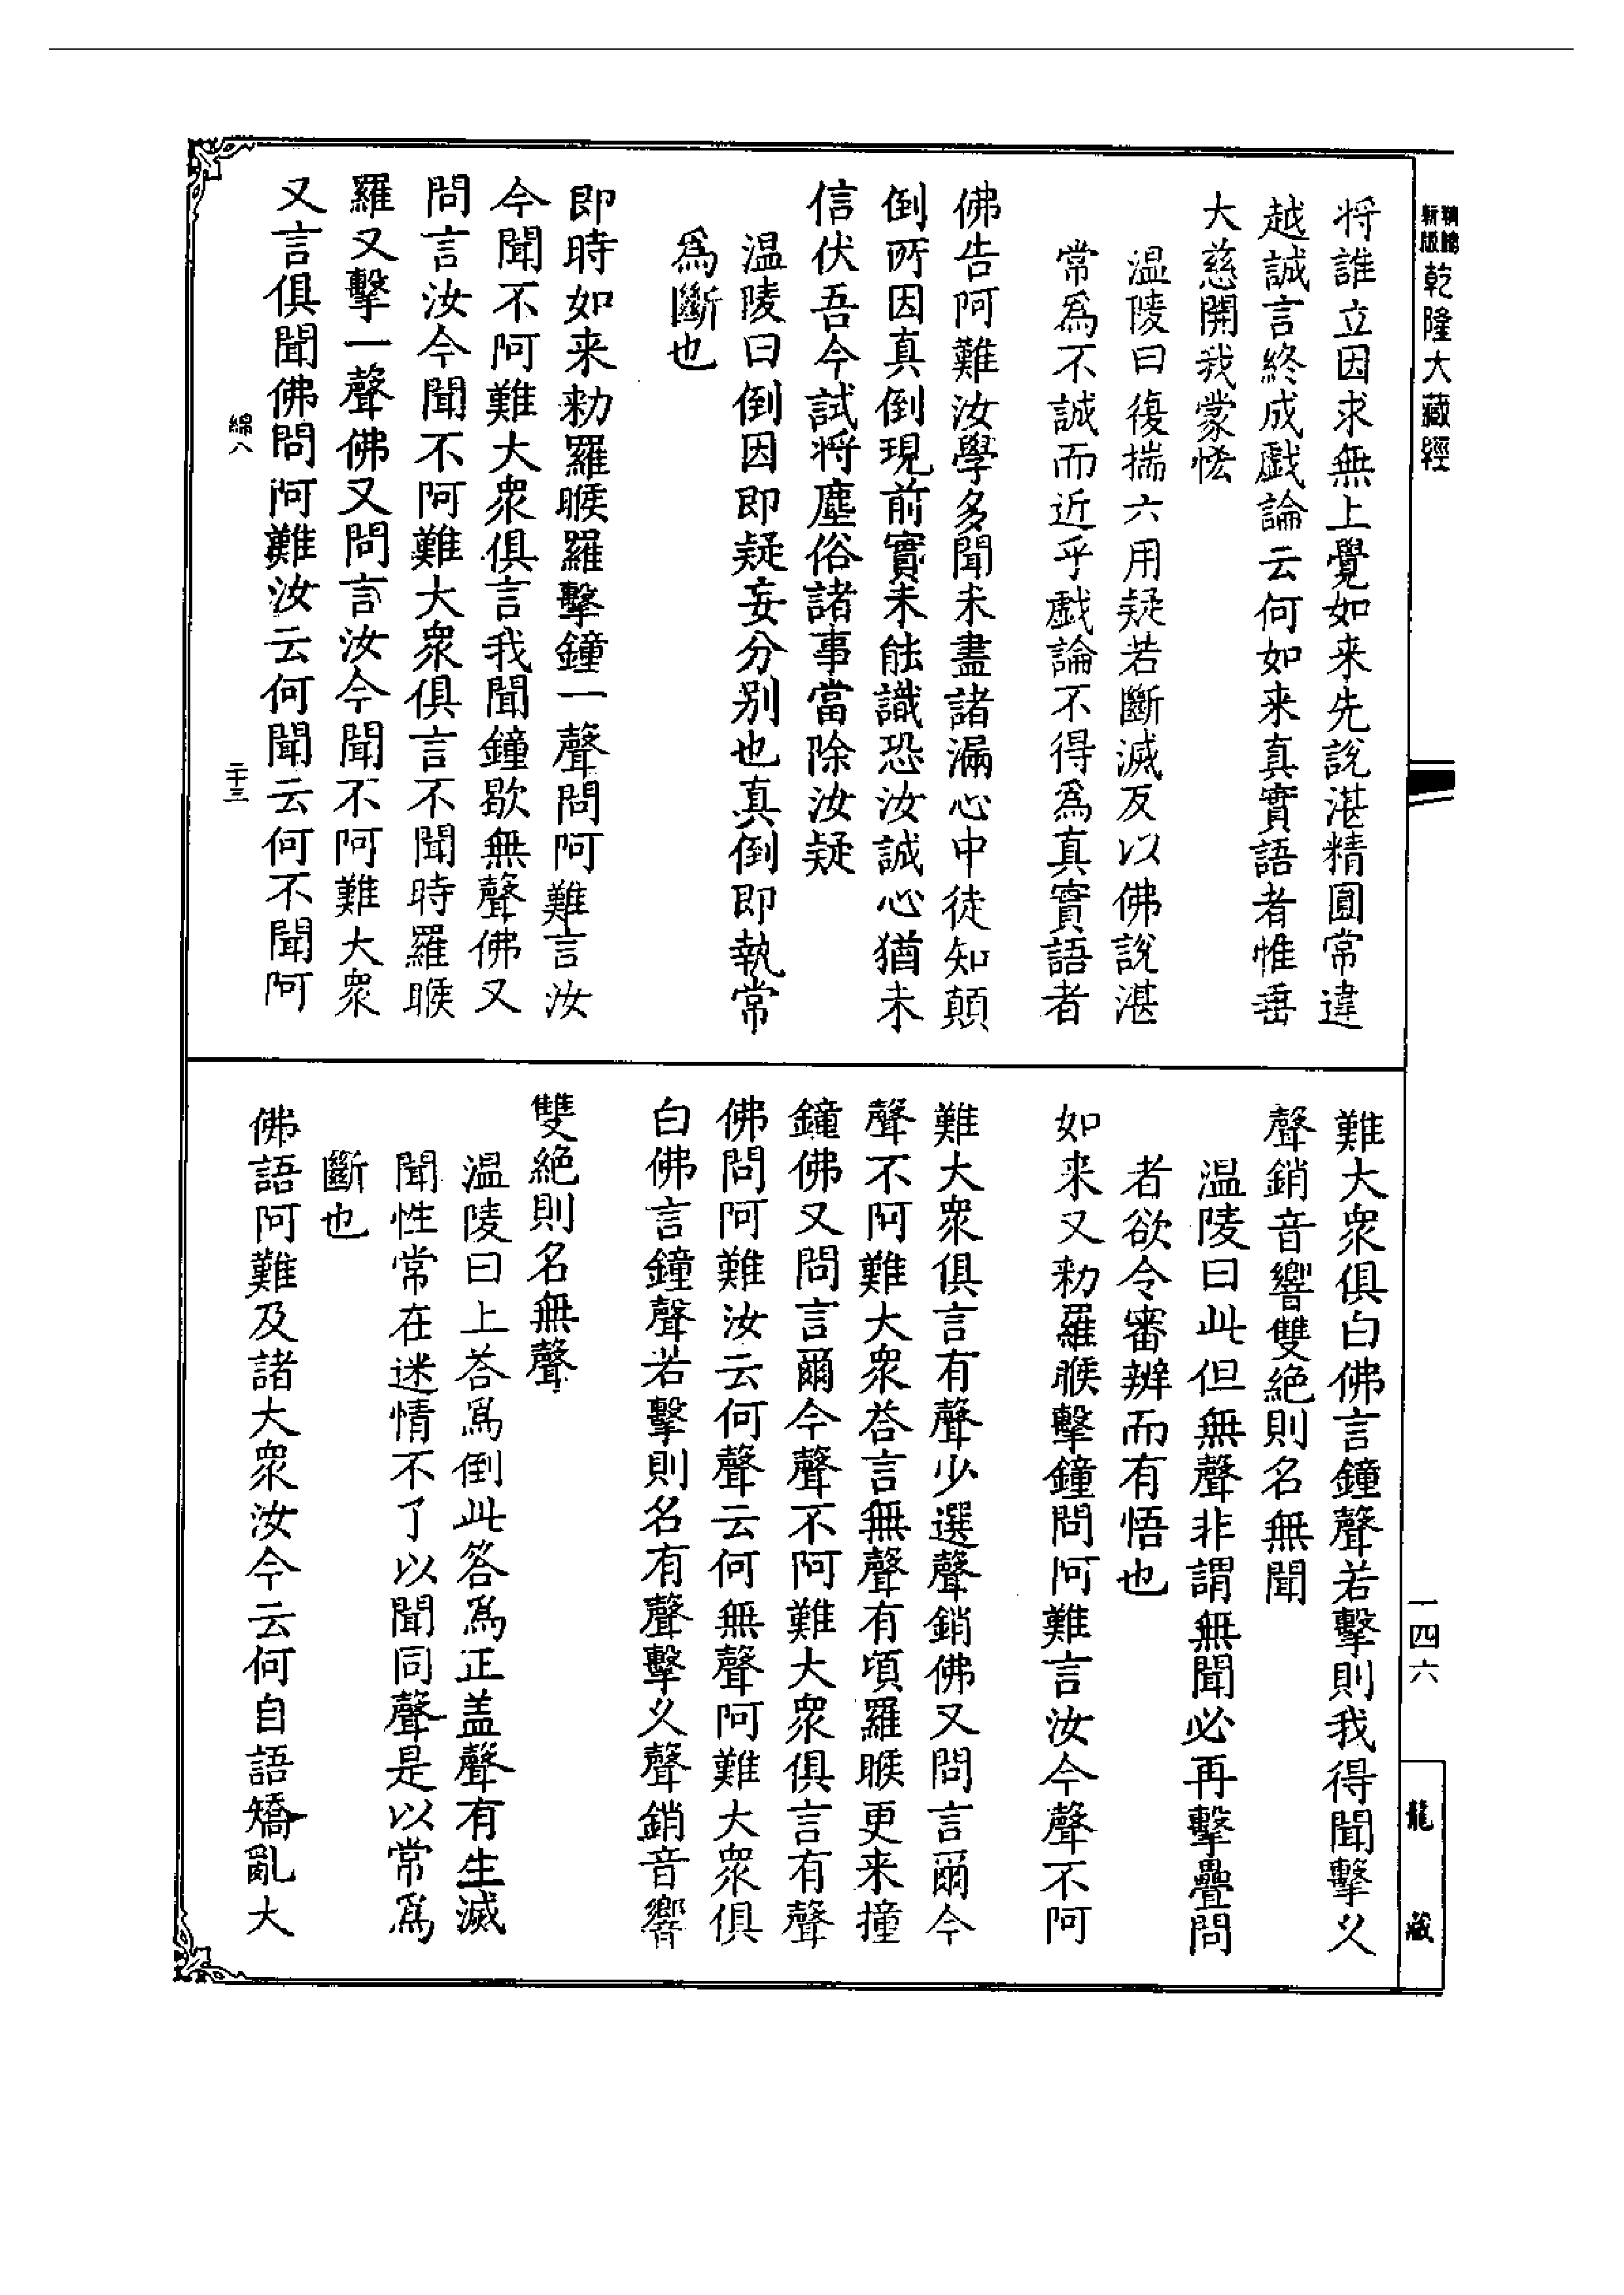 精繕
新版
乾隆大藏經
將誰立因求無上覺如来先說湛精圓常違
越誠言終成戱論云何如来真實語者惟垂
大慈開我蒙恡
温陵曰復揣六用疑若斷滅反以佛說湛
常爲不誠而近乎戱論不得爲真實語者
佛告阿難汝學多聞未盡諸漏心中徒知顛
倒所因真倒現前實未能識恐汝誠心猶未
信伏吾今試将塵俗諸事當除汝疑
温陵曰倒因即疑妄分别也真倒即執常
爲斷也
即時如来勑羅睺羅擊鐘一聲問阿難言汝
今聞不阿難大衆俱言我聞鐘歇無聲佛又
問言汝今聞不阿難大衆俱言不聞時羅睺
羅又擊一聲佛又問言汝今聞不阿難大衆
又言俱聞佛問阿難汝云何聞云何不聞阿
綿八
二十三
難大衆俱白佛言鐘聲若擊則我得聞擊乆
聲銷音響雙絶則名無聞
温陵曰此但無聲非謂無聞必再擊疊問
者欲令審辨而有悟也
如来又勑羅睺擊鐘問阿難言汝今聲不阿
難大衆俱言有聲少選聲銷佛又問言爾今
聲不阿難大衆荅言無聲有頃羅睺更来撞
鐘佛又問言爾今聲不阿難大衆俱言有聲
佛問阿難汝云何聲云何無聲阿難大衆俱
白佛言鐘聲若擊則名有聲擊乆聲銷音響
雙絶則名無聲
温陵曰上荅爲倒此答爲正盖聲有生滅
聞性常在迷情不了以聞同聲是以常爲
斷也
佛語阿難及諸大衆汝今云何自語矯亂大
一四六
龍藏